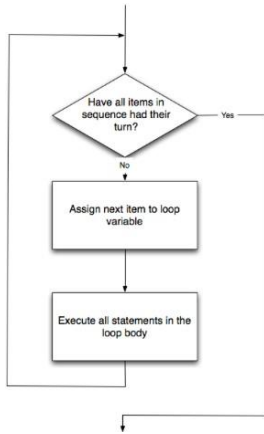 Have all items in
sequence had their
turn?
Yes
No
Assign next item to loop
variable
Execute all statements in the
loop body